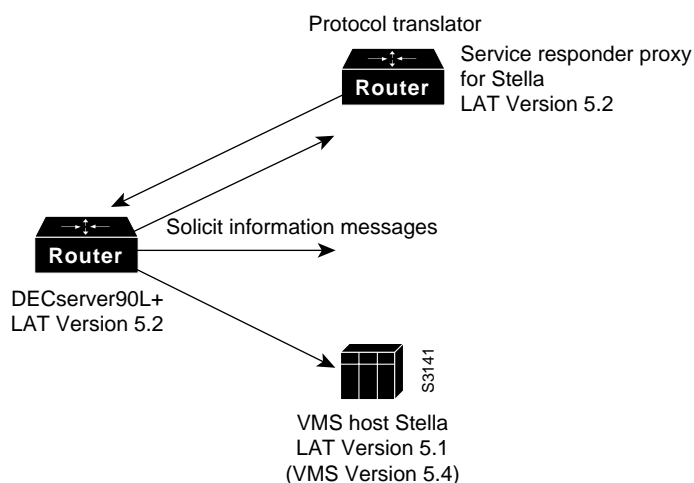 Protocol translator
Service responder proxy
for Stella
LAT Version 5.2
Router
Solicit information messages
Router
DECserver90L+
LAT Version 5.2
S3141
VMS host Stella
LAT Version 5.1
(VMS Version 5.4)